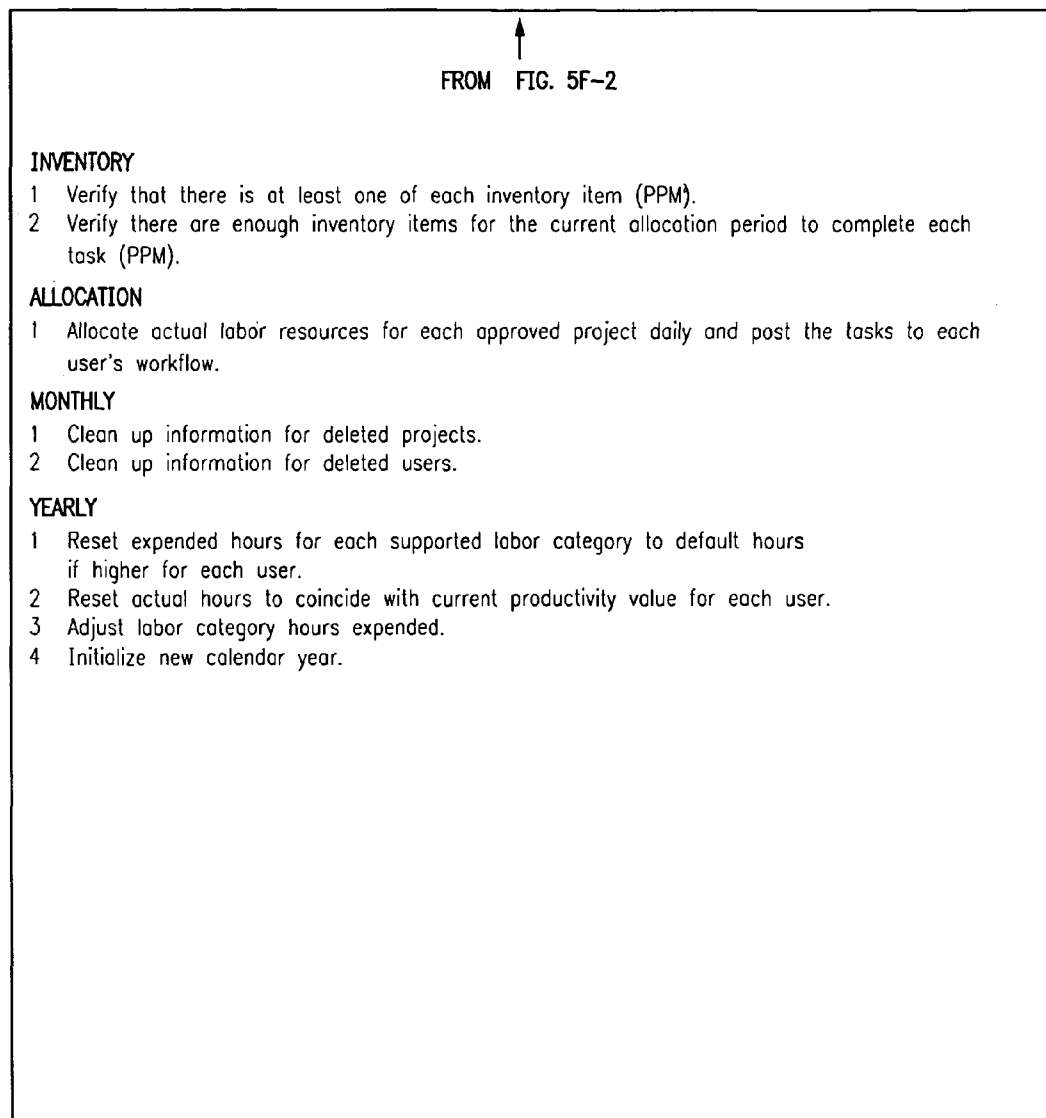 FROM FIG. 5F-2
INVENTORY
1 Verify that there is at least one of each inventory item (PPM).
2 Verify there are enough inventory items for the current allocation period to complete each
task (PPM).
ALLOCATION
1 Allocate actual labor resources for each approved project daily and post the tasks to each
user's workflow.
MONTHLY
1 Clean up information for deleted projects.
2 Clean up information for deleted users.
YEARLY
1 Reset expended hours for each supported labor category to default hours
if higher for each user.
2 Reset actual hours to coincide with current productivity value for each user.
3 Adjust labor category hours expended.
4 Initialize new calendar year.